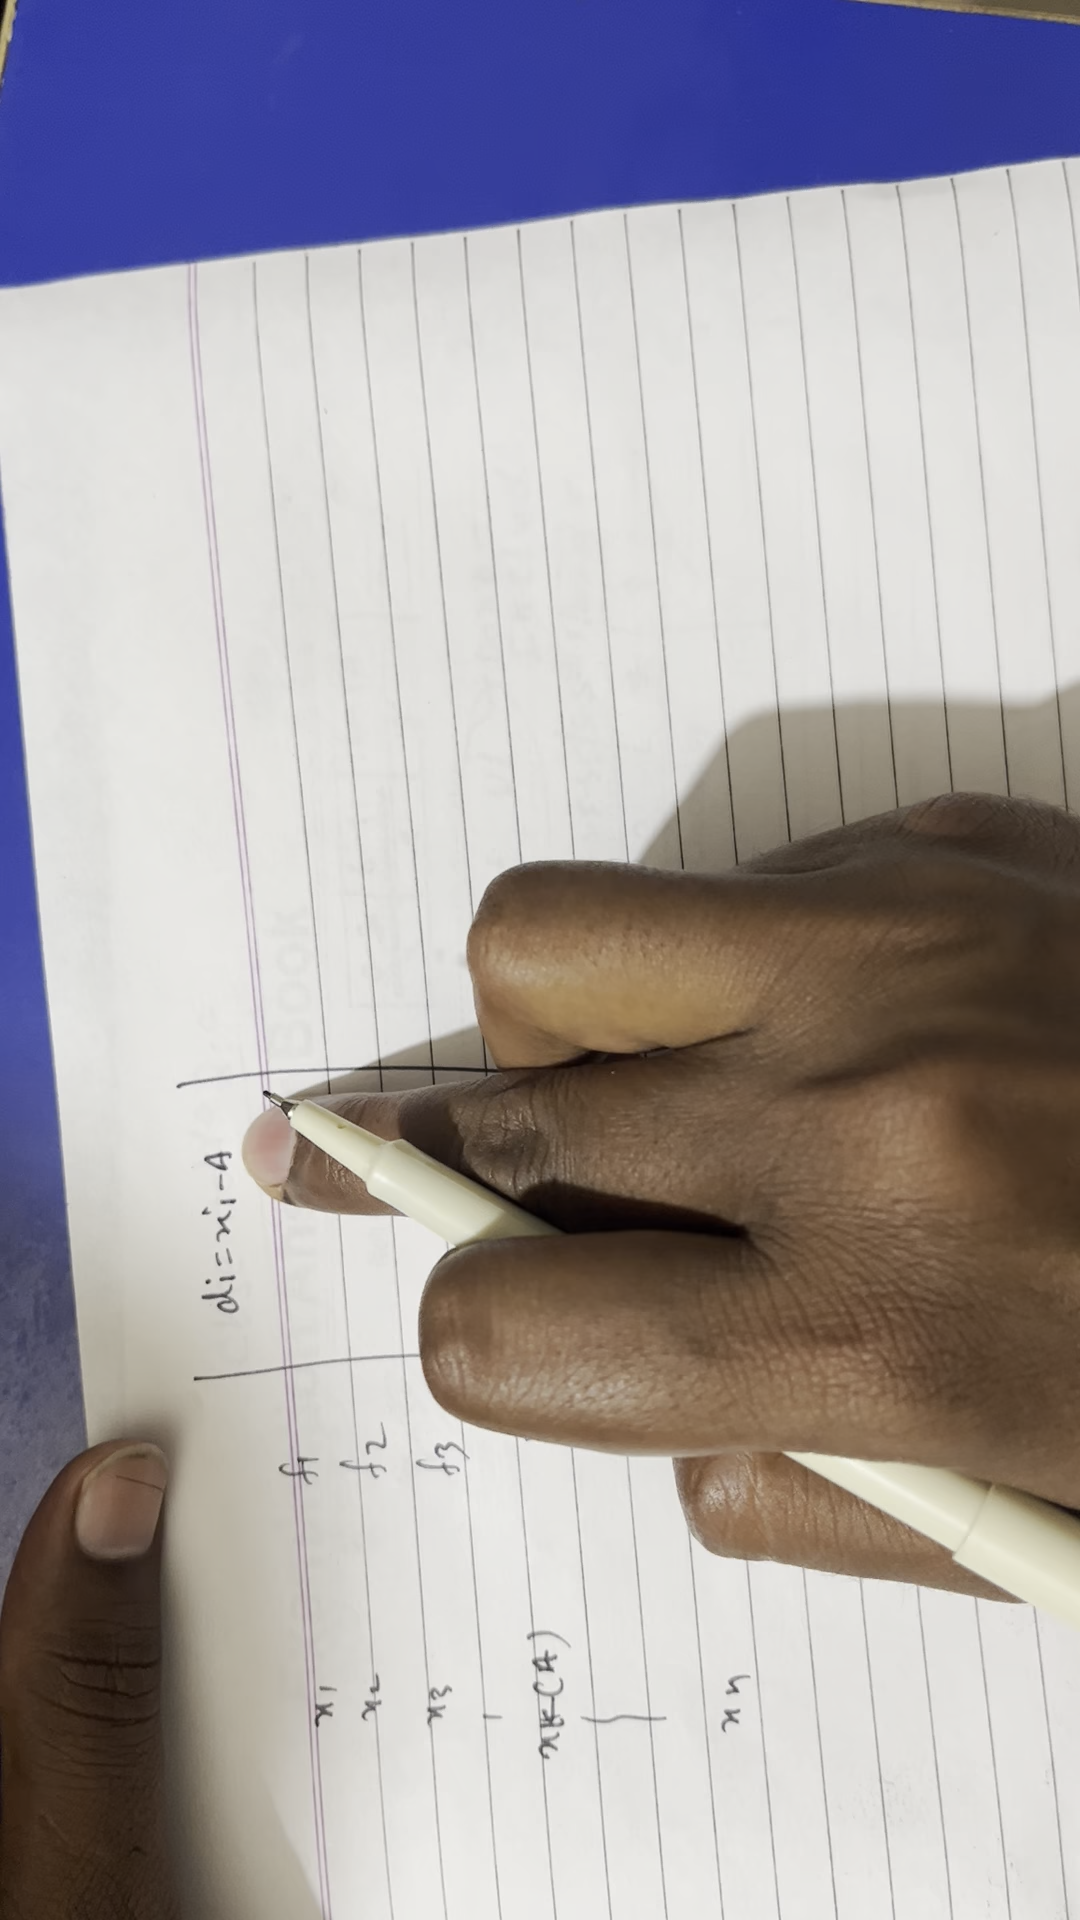 di = xi - A
x1 f1
x2 f2
x3 f3
xk(A)
xn